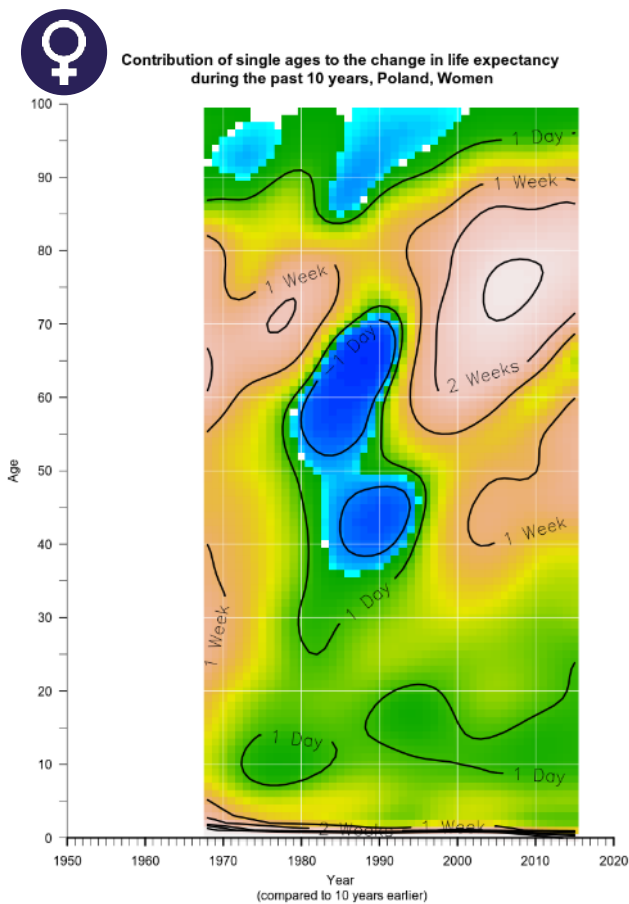 Contribution of single ages to the change in life expectancy
during the past 10 years, Poland, Women
100
90
80
70
60
50
40
30
20
10
0
Age
1 Day
1 Week
1 Week
-1 Day
2 Weeks
1 Week
1 Day
1 Week
1 Day
1 Day
2 Weeks
1 Week
1950
1960
1970
1980
1990
2000
2010
2020
Year
(compared to 10 years earlier)